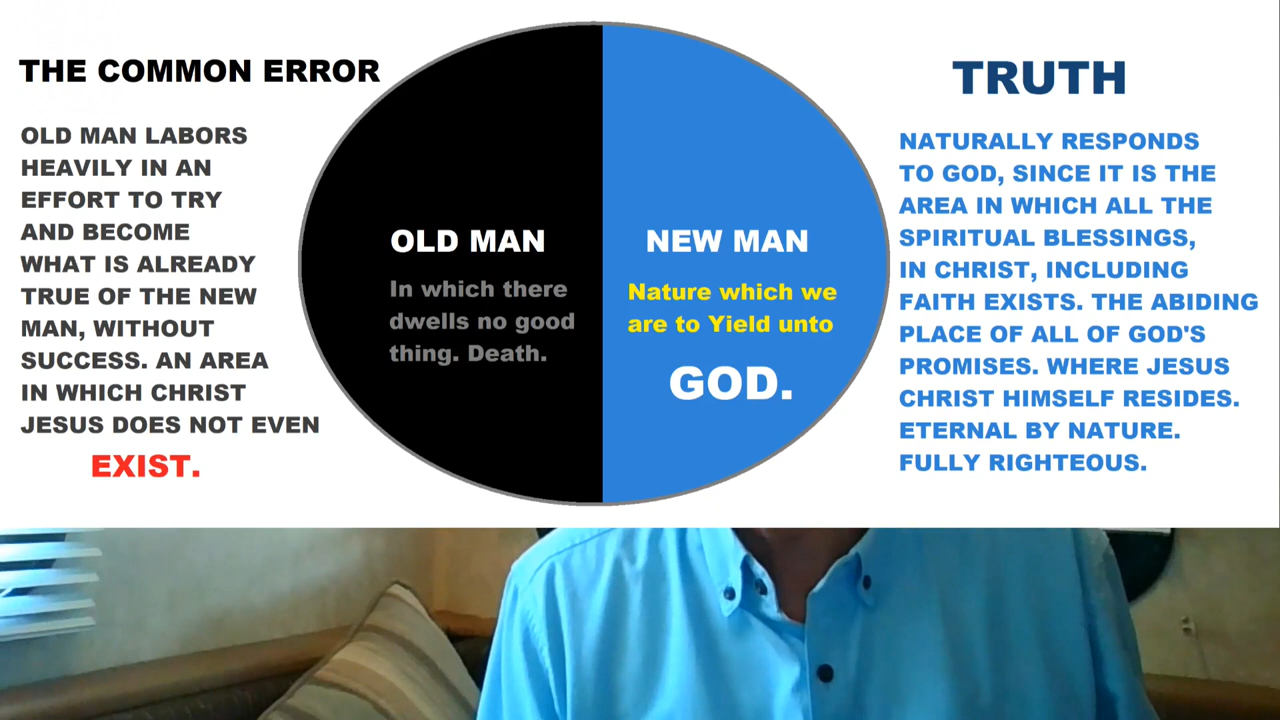 THE COMMON ERROR
OLD MAN LABORS
HEAVILY IN AN
EFFORT TO TRY
AND BECOME
WHAT IS ALREADY
TRUE OF THE NEW
MAN, WITHOUT
SUCCESS. AN AREA
IN WHICH CHRIST
JESUS DOES NOT EVEN
EXIST.
OLD MAN
In which there
dwells no good
thing. Death.
NEW MAN
Nature which we
are to Yield unto
GOD.
TRUTH
NATURALLY RESPONDS
TO GOD, SINCE IT IS THE
AREA IN WHICH ALL THE
SPIRITUAL BLESSINGS,
IN CHRIST, INCLUDING
FAITH EXISTS. THE ABIDING
PLACE OF ALL OF GOD'S
PROMISES. WHERE JESUS
CHRIST HIMSELF RESIDES.
ETERNAL BY NATURE.
FULLY RIGHTEOUS.